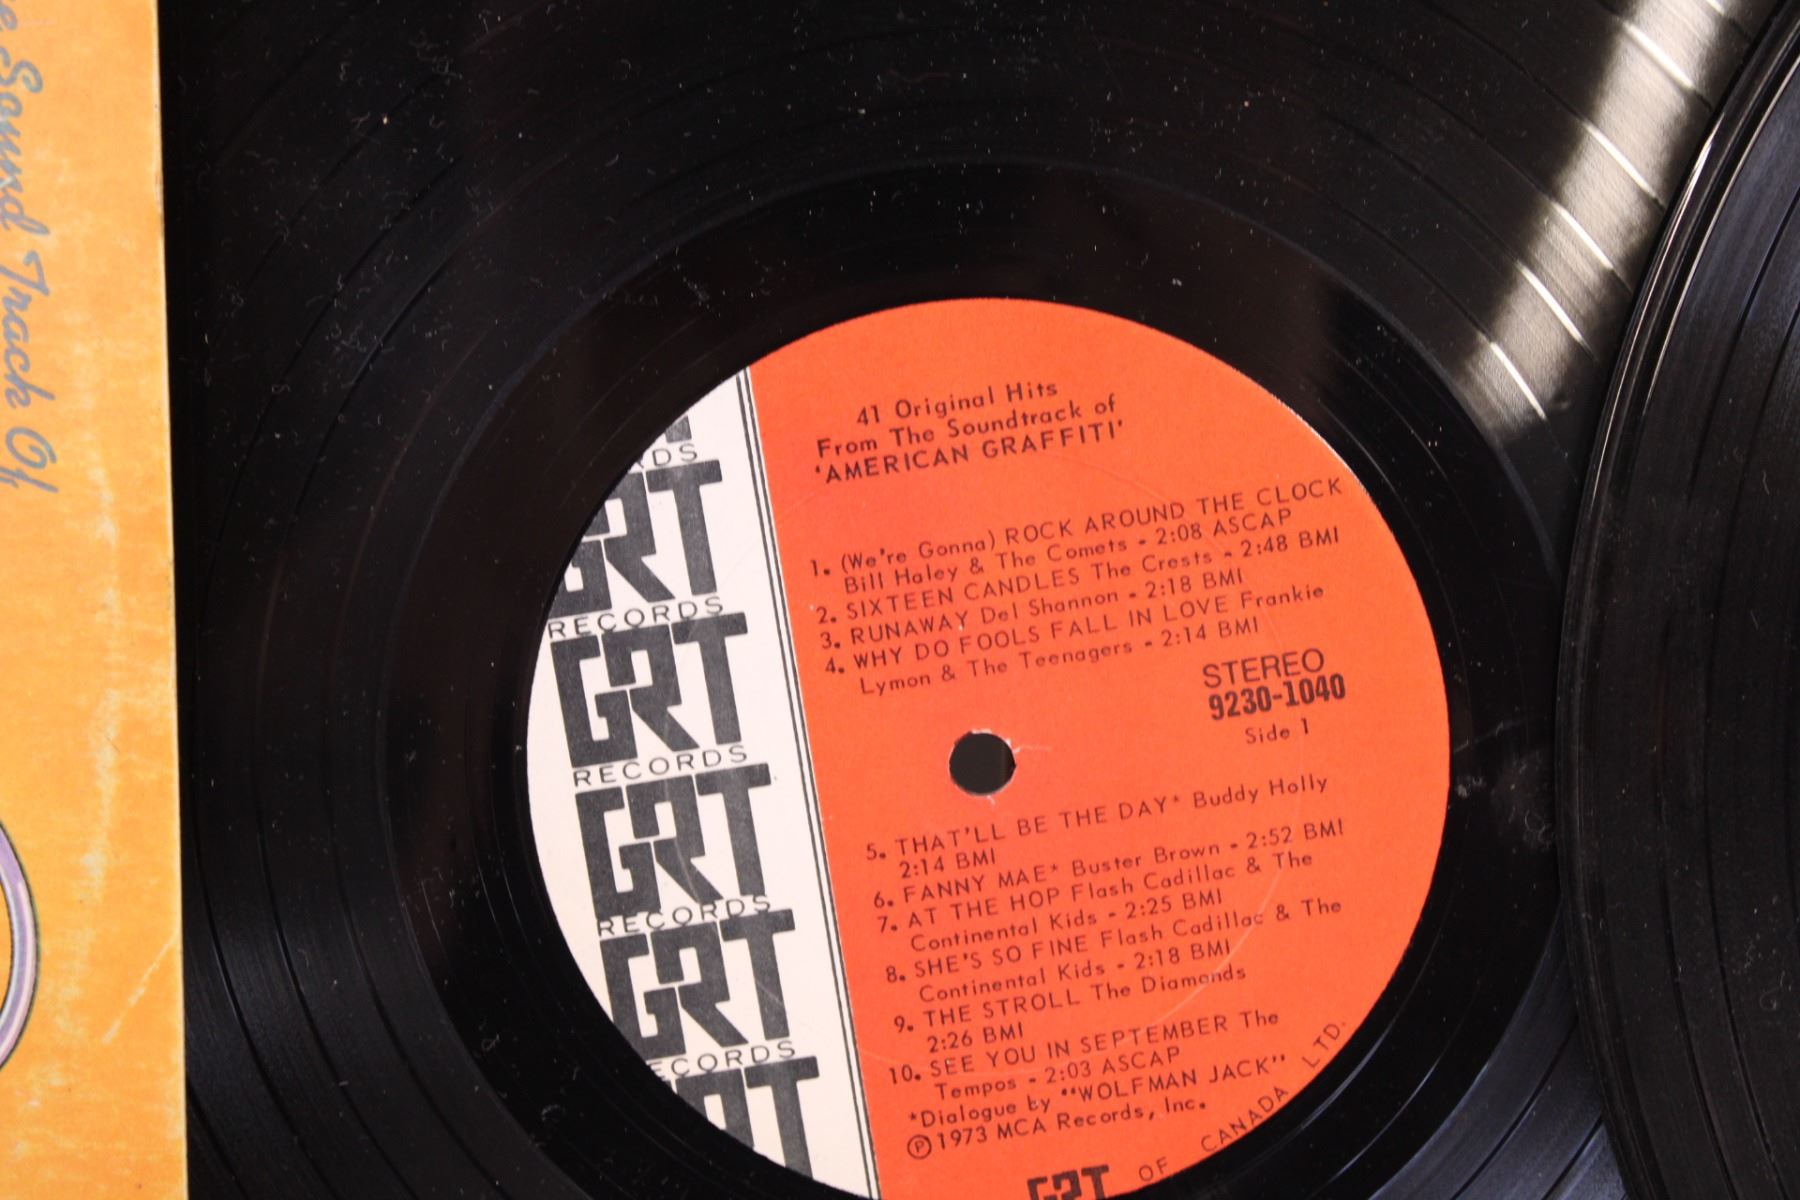 Sound Track Of
41 Original Hits
From The Soundtrack of
'AMERICAN GRAFFITI'
1. (We're Gonna) ROCK AROUND THE CLOCK
Bill Haley & The Comets - 2:08 ASCAP
2. SIXTEEN CANDLES The Crests - 2:48 BMI
3. RUNAWAY Del Shannon - 2:18 BMI
4. WHY DO FOOLS FALL IN LOVE Frankie
Lymon & The Teenagers - 2:14 BMI
STEREO
9230-1040
Side 1
5. THAT'LL BE THE DAY* Buddy Holly
2:14 BMI
6. FANNY MAE* Buster Brown - 2:52 BMI
7. AT THE HOP Flash Cadillac & The
Continental Kids - 2:25 BMI
8. SHE'S SO FINE Flash Cadillac & The
Continental Kids - 2:18 BMI
9. THE STROLL The Diamonds
2:26 BMI
10. SEE YOU IN SEPTEMBER The
Tempos - 2:03 ASCAP
*Dialogue by "WOLFMAN JACK"
Ⓟ 1973 MCA Records, Inc.
GRT OF CANADA LTD.
RDS
GRT
RECORDS
GRT
RECORDS
GRT
RECORDS
GRT
ECORDS
GRT